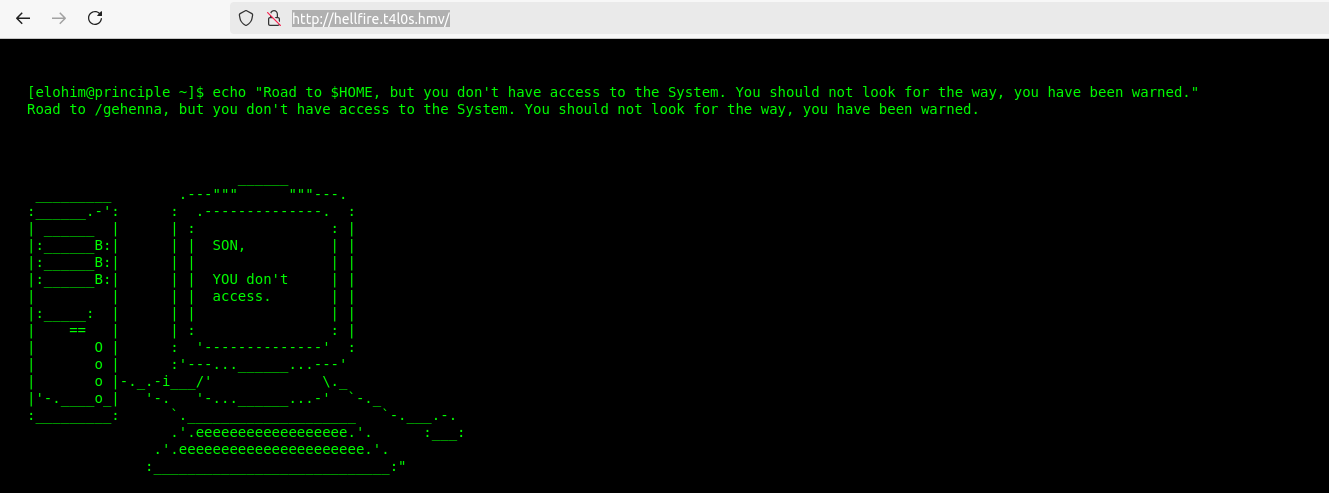 http://hellfire.t4l0s.hmv/
[elohim@principle ~]$ echo "Road to $HOME, but you don't have access to the System. You should not look for the way, you have been warned."
Road to /gehenna, but you don't have access to the System. You should not look for the way, you have been warned.
SON,
YOU don't
access.